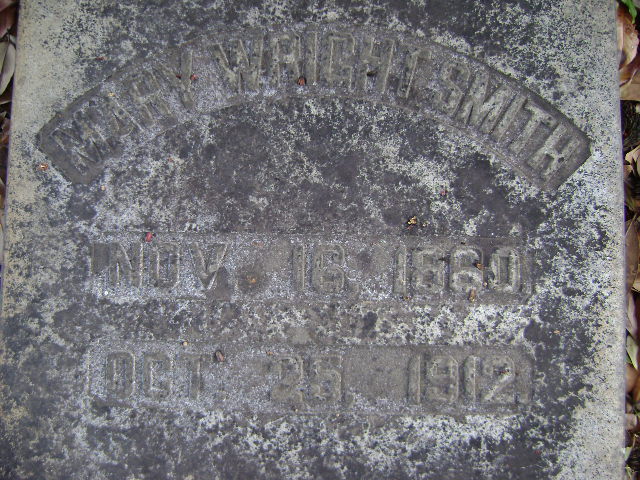 MARY WRIGHT SMITH
NOV. 16 1860
OCT 25 1912